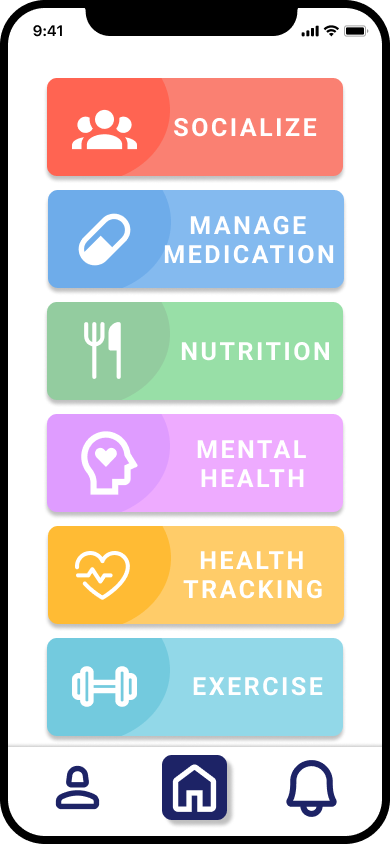 9:41
SOCIALIZE
MANAGE
MEDICATION
NUTRITION
MENTAL
HEALTH
HEALTH
TRACKING
EXERCISE